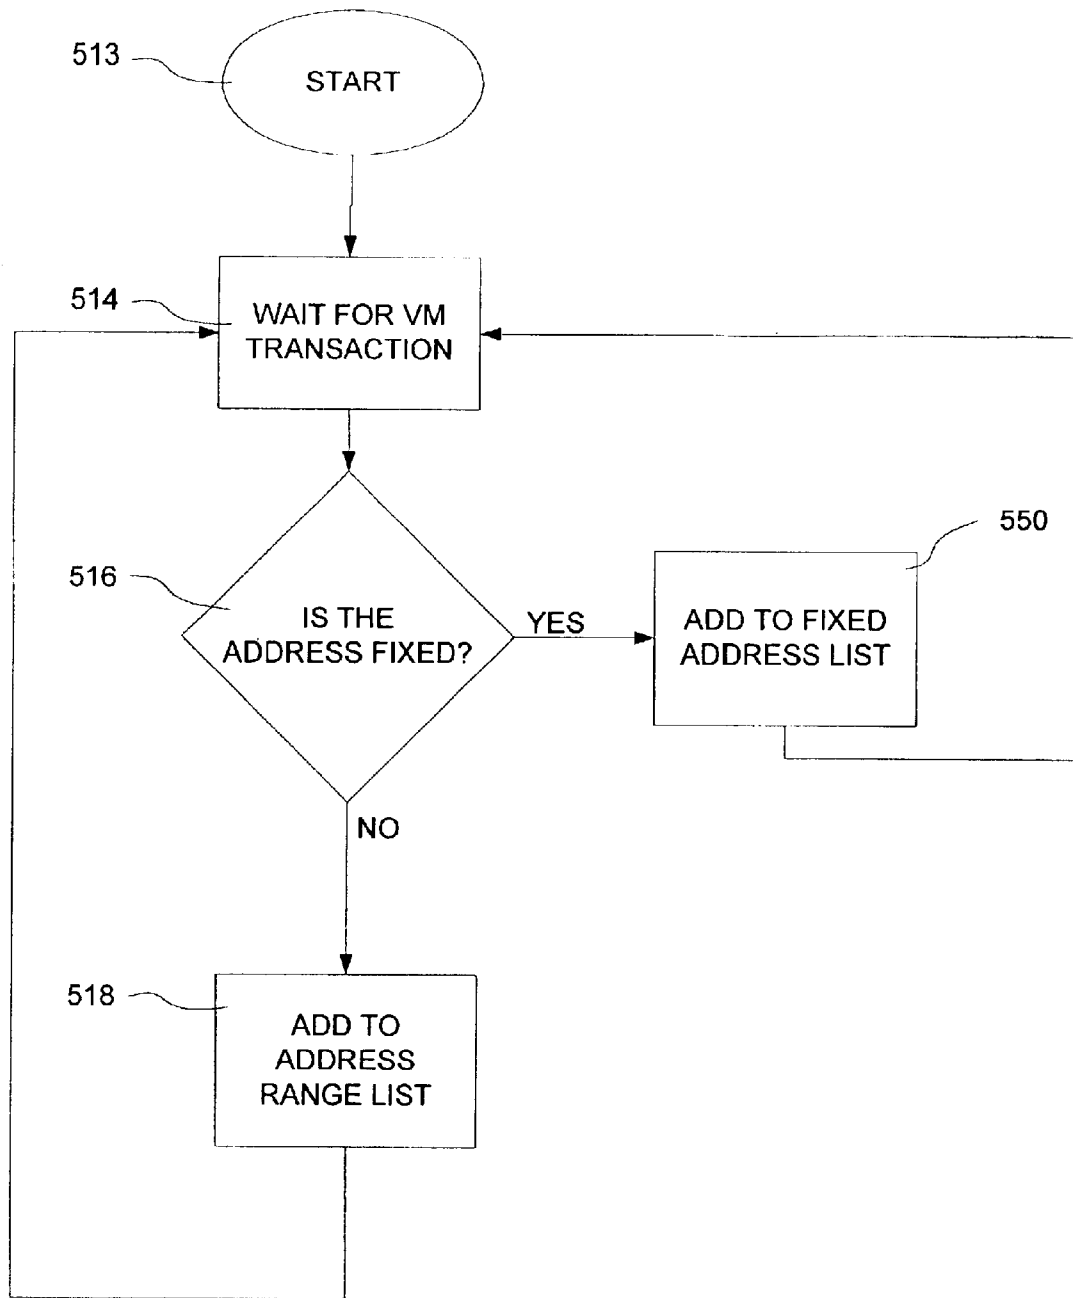 513
START
514
WAIT FOR VM
TRANSACTION
516
IS THE
ADDRESS FIXED?
YES
550
ADD TO FIXED
ADDRESS LIST
NO
518
ADD TO
ADDRESS
RANGE LIST